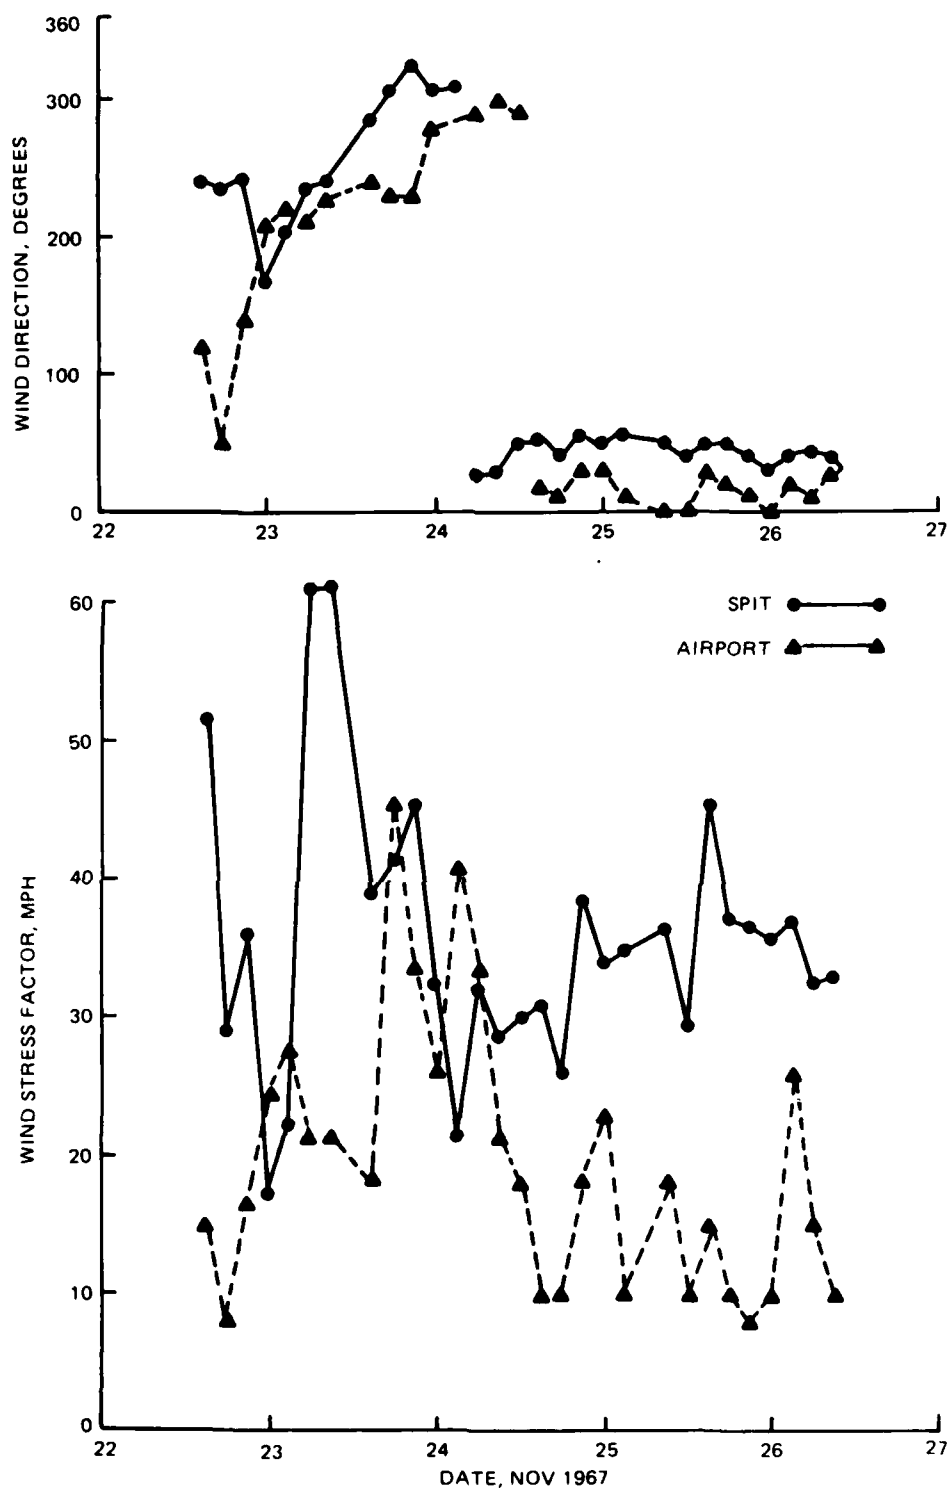 360
300
200
100
0
WIND DIRECTION, DEGREES
22 23 24 25 26 27
SPIT
AIRPORT
60
50
40
30
20
10
0
WIND STRESS FACTOR, MPH
22 23 24 25 26 27
DATE, NOV 1967